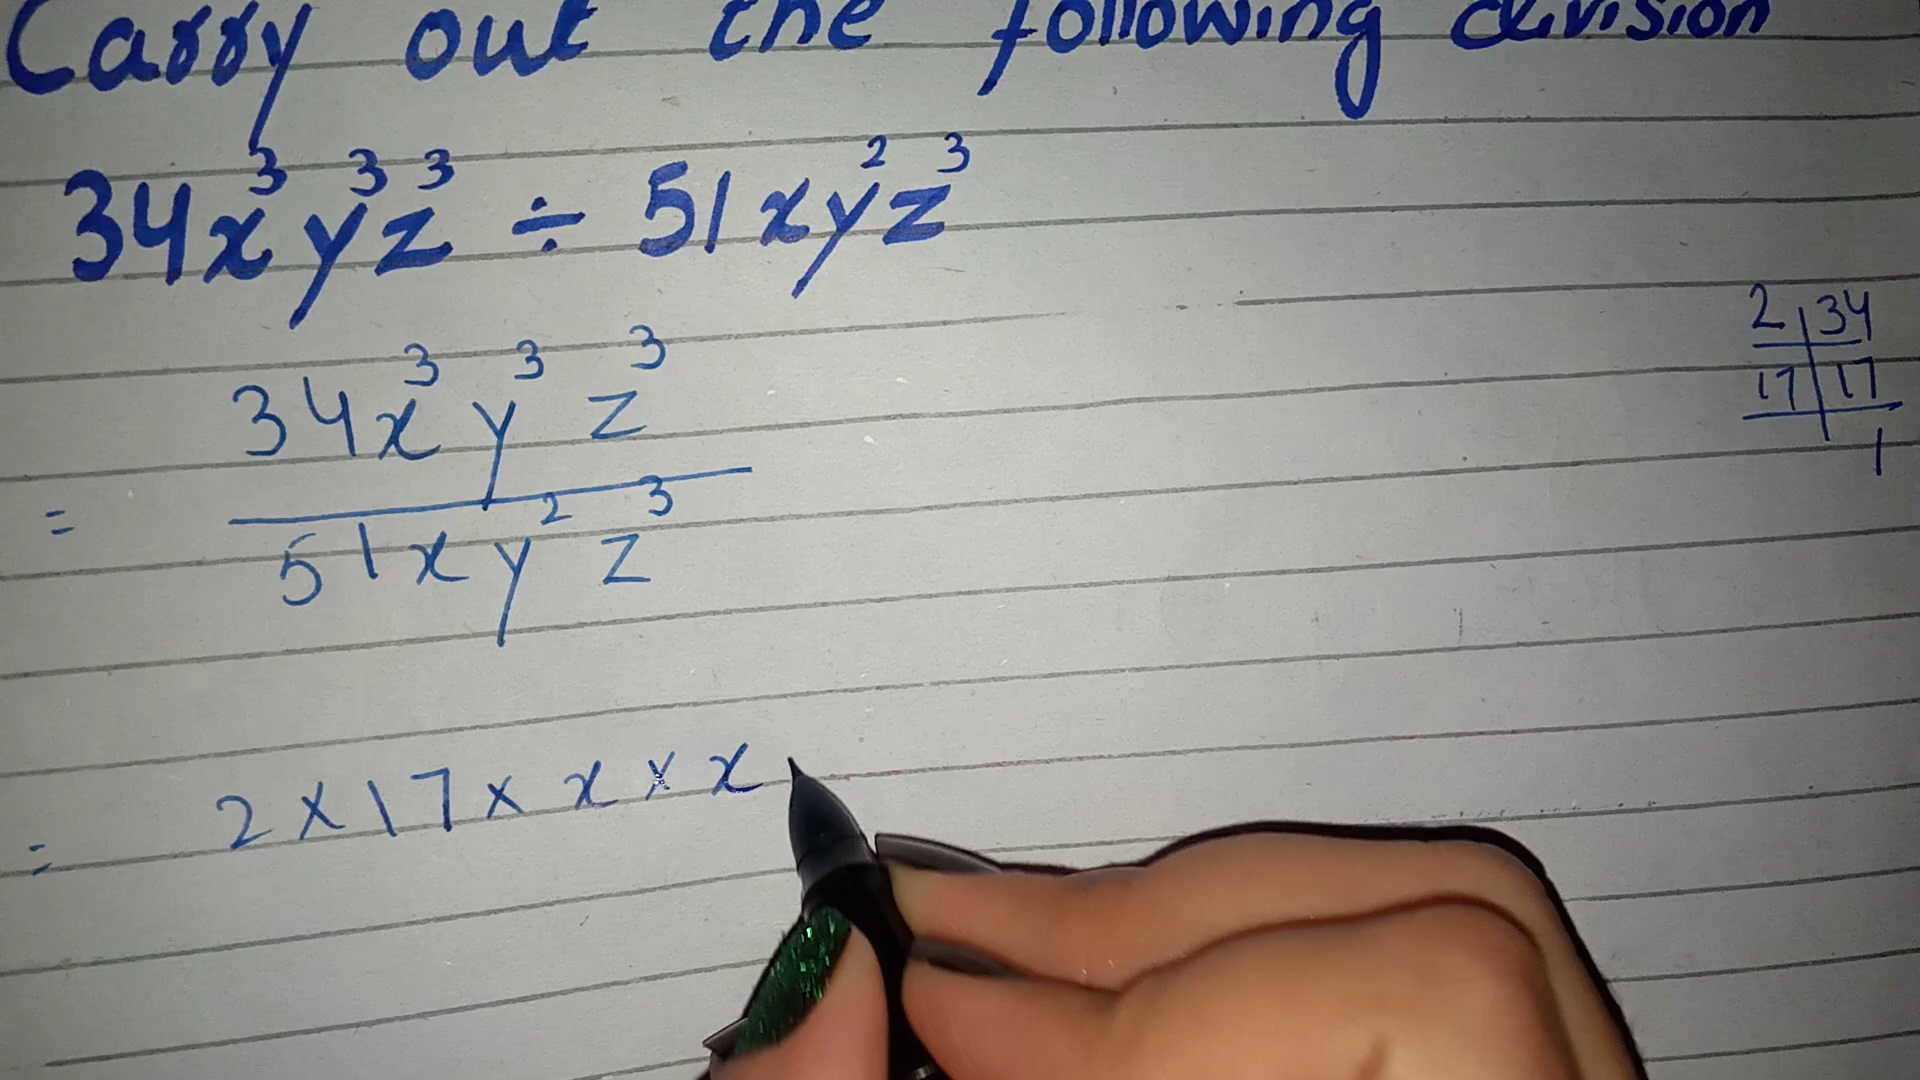 Carry out the following division
34x³y³z³ ÷ 51xy²z³
= 34x³y³z³
51xy²z³
= 2 × 17 × x × x
2 | 34
17 | 17
1